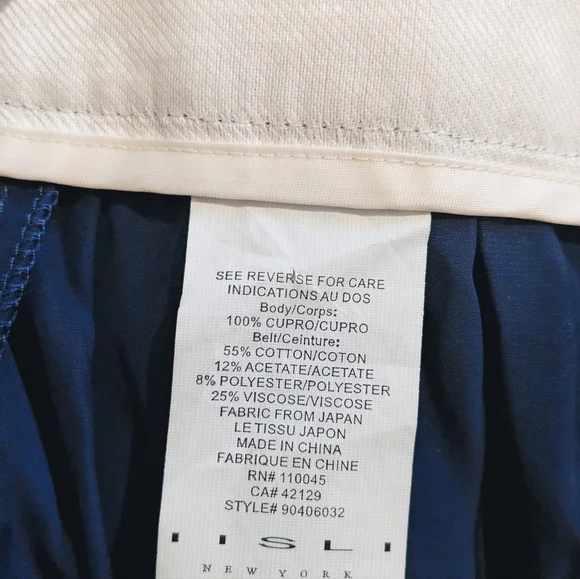 SEE REVERSE FOR CARE
INDICATIONS AU DOS
Body/Corps:
100% CUPRO/CUPRO
Belt/Ceinture:
55% COTTON/COTON
12% ACETATE/ACETATE
8% POLYESTER/POLYESTER
25% VISCOSE/VISCOSE
FABRIC FROM JAPAN
LE TISSU JAPON
MADE IN CHINA
FABRIQUE EN CHINE
RN# 110045
CA# 42129
STYLE# 90406032
NEW YORK